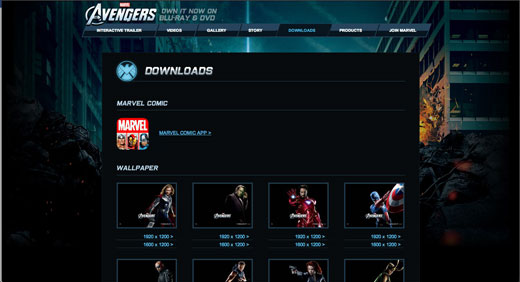 MARVEL
AVENGERS
OWN IT NOW ON
BLU-RAY & DVD
INTERACTIVE TRAILER VIDEOS GALLERY STORY DOWNLOADS PRODUCTS JOIN MARVEL
DOWNLOADS
MARVEL COMIC
MARVEL
MARVEL COMIC APP >
WALLPAPER
AVENGERS AVENGERS AVENGERS AVENGERS
1920 x 1200 > 1920 x 1200 > 1920 x 1200 > 1920 x 1200 >
1600 x 1200 > 1600 x 1200 > 1600 x 1200 > 1600 x 1200 >